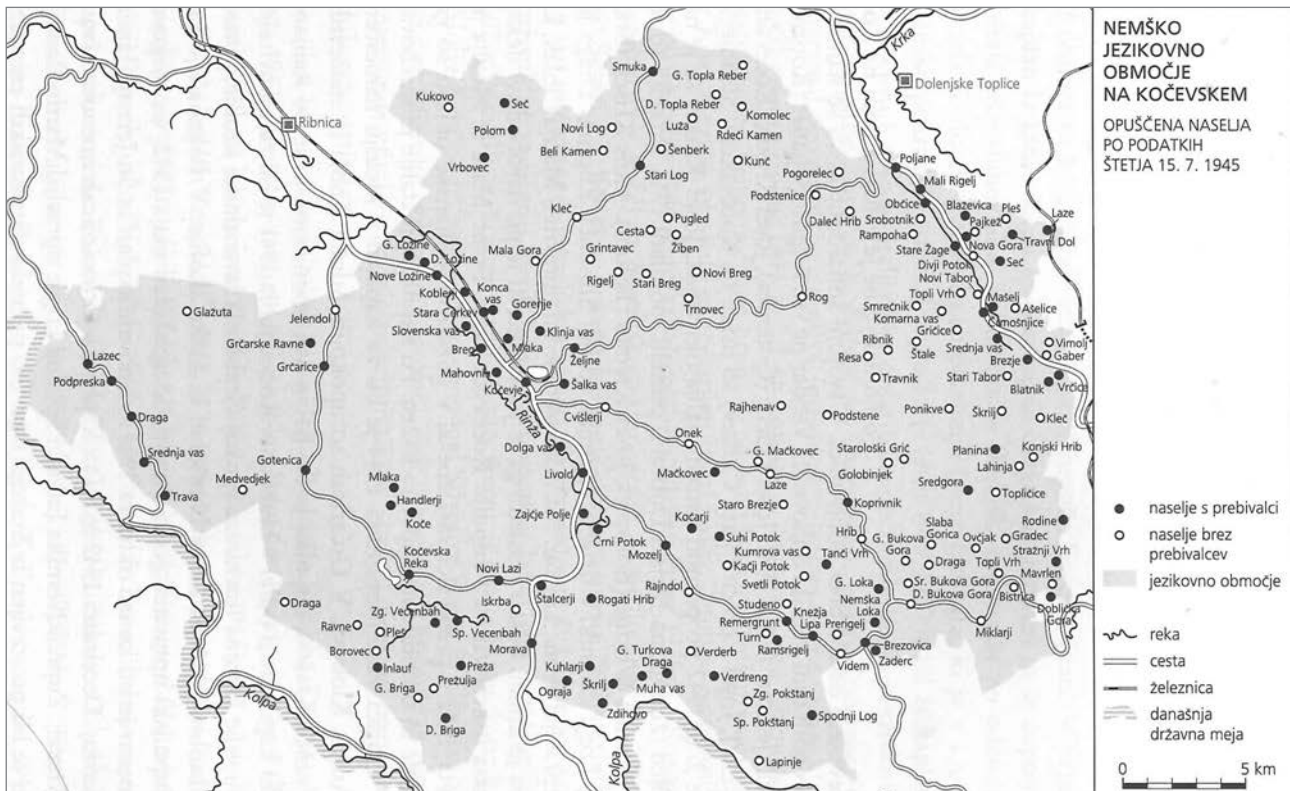 NEMŠKO
JEZIKOVNO
OBMOČJE
NA KOČEVSKEM
OPUŠČENA NASELJA
PO PODATKIH
ŠTETJA 15. 7. 1945
Krka
Smuka
G. Topla Reber
Dolenjske Toplice
Kukovo
Seč
D. Topla Reber
Komolec
Ribnica
Polom
Novi Log
Luža
Rdeči Kamen
Vrbovec
Beli Kamen
Šenberk
Kunč
Poljane
Stari Log
Pogorelec
Mali Rigelj
Podstenice
Občice
Blaževica
Pleš
Laze
Kleč
Pugled
Daleč Hrib
Srobotnik
Pajkež
Cesta
Žiben
Rampoha
Nova Gora
Travni Dol
G. Ložine
Mala Gora
Grintavec
Stare Žage
D. Ložine
Divji Potok
Seč
Nove Ložine
Rigelj
Stari Breg
Novi Breg
Novi Tabor
Koblerji
Konca
vas
Gorenje
Trnovec
Rog
Topli Vrh
Mašelj
Glažuta
Jelendol
Stara Cerkev
Smrečnik
Ašelice
Slovenska vas
Klinja vas
Komarna vas
Čamošnjice
Grčarske Ravne
Breg
Mlaka
Željne
Ribnik
Gričice
Vimolj
Lazec
Štale
Srednja vas
Gaber
Resa
Brezje
Podpreska
Grčarice
Mahovnik
Kočevje
Šalka vas
Travnik
Stari Tabor
Blatnik
Vrčice
Rinža
Draga
Cvišlerji
Rajhenav
Podstene
Ponikve
Škrilj
Kleč
Dolga vas
Onek
Srednja vas
Gotenica
Livold
G. Mačkovec
Starološki Grič
Planina
Konjski Hrib
Medvedjek
Mlaka
Mačkovec
Laze
Golobinjek
Lahinja
Trava
Handlerji
Sredgora
Koče
Staro Brezje
Koprivnik
Topličice
Zajčje Polje
Kočarji
Hrib
Slaba
Gorica
Rodine
Črni Potok
Suhi Potok
G. Bukova
Gora
Ovčjak
Gradec
Kočevska
Reka
Mozelj
Kumrova vas
Tanči Vrh
Stražnji Vrh
Novi Lazi
Kačji Potok
Draga
Topli Vrh
Svetli Potok
G. Loka
Sr. Bukova Gora
Mavrlen
Štalcerji
Rajndol
D. Bukova Gora
Bistrica
Draga
Iskrba
Rogati Hrib
Studeno
Nemška
Loka
Doblička
Gora
Zg. Vecenbah
Knežja
Lipa
Prerigelj
Miklarji
Ravne
Pleš
Sp. Vecenbah
Remergrunt
Turn
Brezovica
Borovec
Morava
Verderb
Ramsrigelj
Zaderc
Inlauf
Preža
Kuhlarji
G. Turkova
Draga
Videm
Kolpa
G. Briga
Prežulja
Ograja
Škrilj
Muha vas
Verdreng
Zg. Pokštanj
D. Briga
Zdihovo
Sp. Pokštanj
Spodnji Log
Kolpa
Lapinje
naselje s prebivalci
naselje brez
prebivalcev
jezikovno območje
reka
cesta
železnica
današnja
državna meja
0 5 km